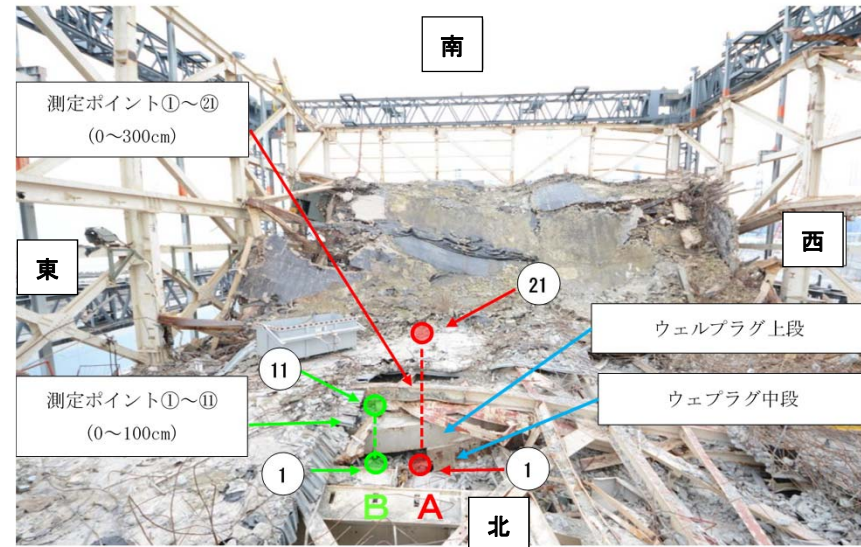 南
測定ポイント①～㉑
(0～300cm)
東
西
21
ウェルプラグ上段
11
測定ポイント①～⑪
(0～100cm)
ウェプラグ中段
1
1
B
A
北